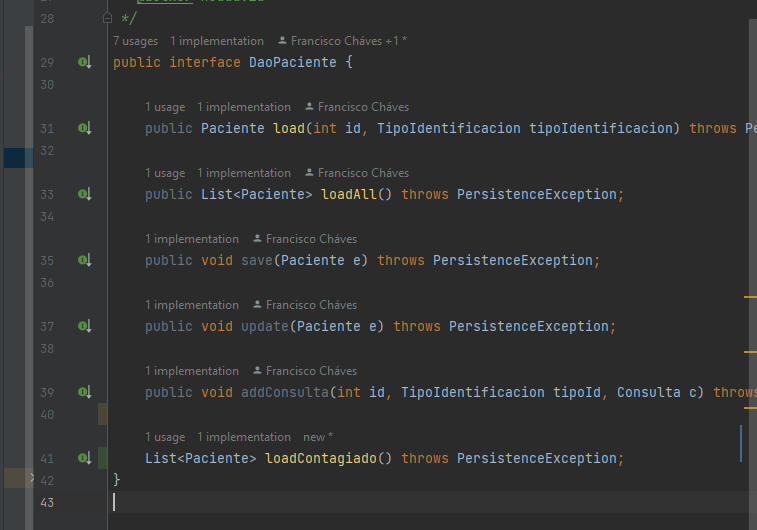 28 */
7 usages 1 implementation Francisco Cháves +1 *
29 public interface DaoPaciente {
30
1 usage 1 implementation Francisco Cháves
31 public Paciente load(int id, TipoIdentificacion tipoIdentificacion) throws Pe
32
1 usage 1 implementation Francisco Cháves
33 public List<Paciente> loadAll() throws PersistenceException;
34
1 implementation Francisco Cháves
35 public void save(Paciente e) throws PersistenceException;
36
1 implementation Francisco Cháves
37 public void update(Paciente e) throws PersistenceException;
38
1 implementation Francisco Cháves
39 public void addConsulta(int id, TipoIdentificacion tipoId, Consulta c) throws
40
1 usage 1 implementation new *
41 List<Paciente> loadContagiado() throws PersistenceException;
42 }
43